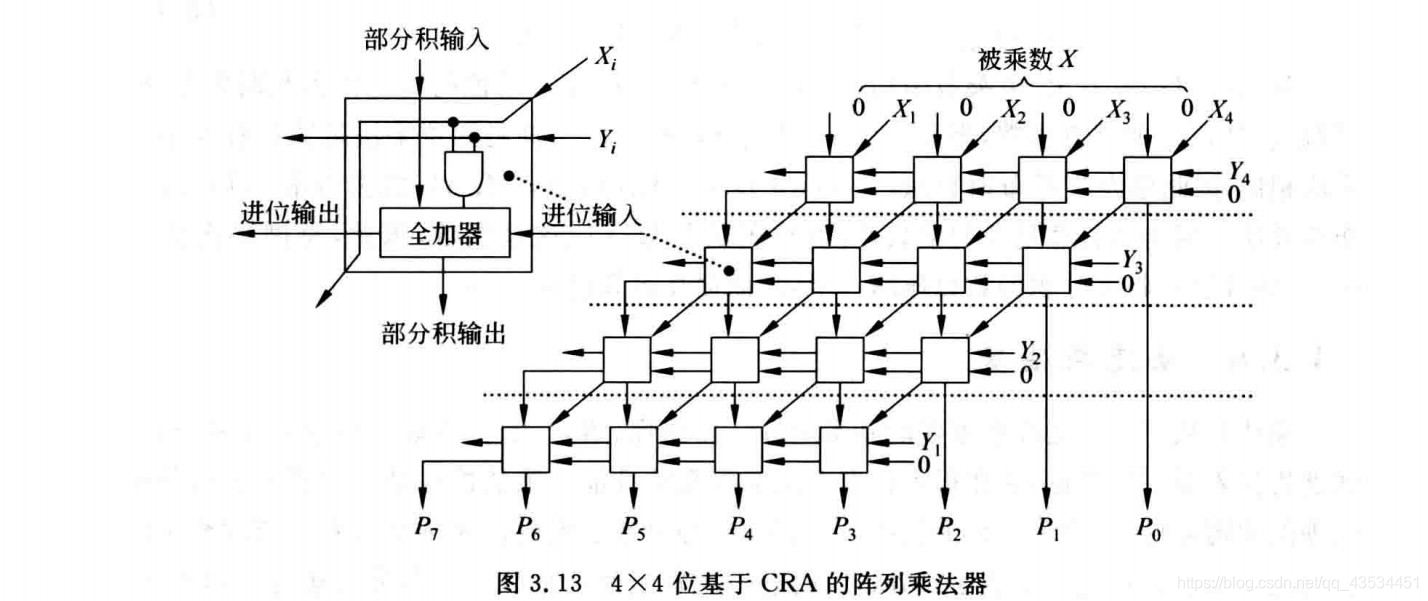 部分积输入
X_i
Y_i
进位输出
全加器
进位输入
部分积输出
被乘数 X
0 X_1 0 X_2 0 X_3 0 X_4
Y_4
0
Y_3
0
Y_2
0
Y_1
0
P_7 P_6 P_5 P_4 P_3 P_2 P_1 P_0
图 3.13 4×4 位基于 CRA 的阵列乘法器
https://blog.csdn.net/qq_43534451